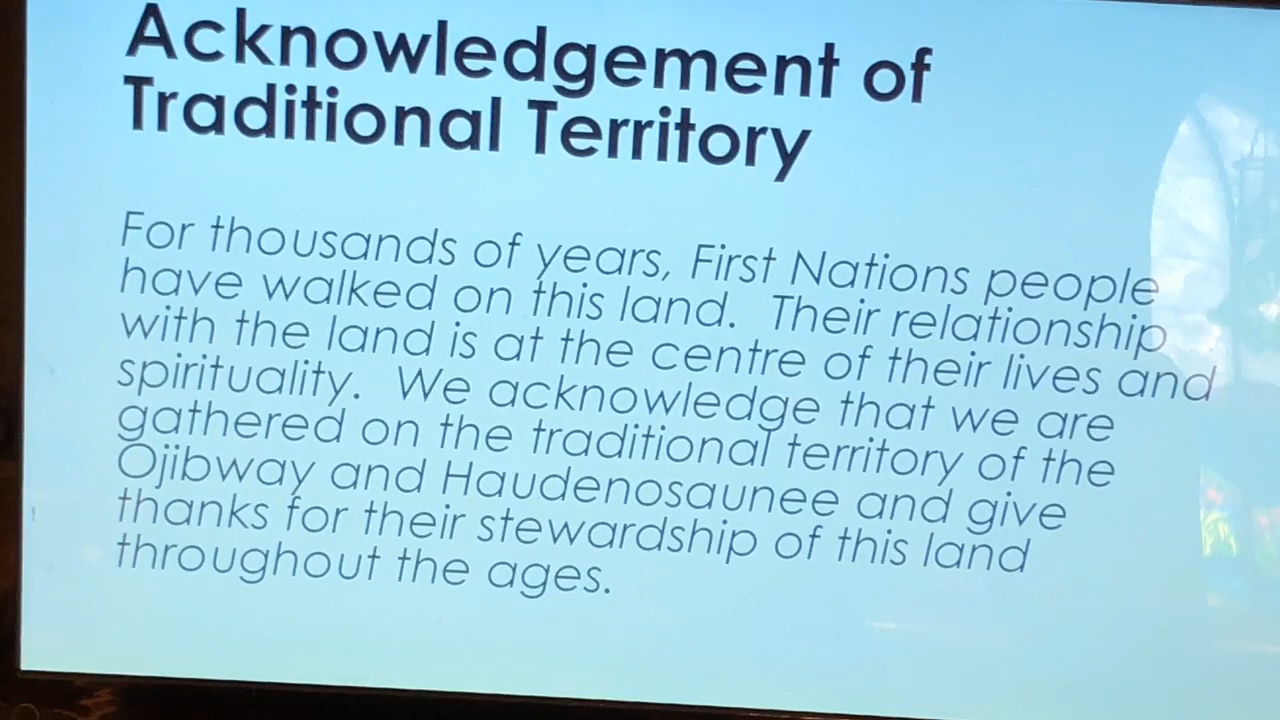 Acknowledgement of
Traditional Territory
For thousands of years, First Nations people
have walked on this land. Their relationship
with the land is at the centre of their lives and
spirituality. We acknowledge that we are
gathered on the traditional territory of the
Ojibway and Haudenosaunee and give
thanks for their stewardship of this land
throughout the ages.